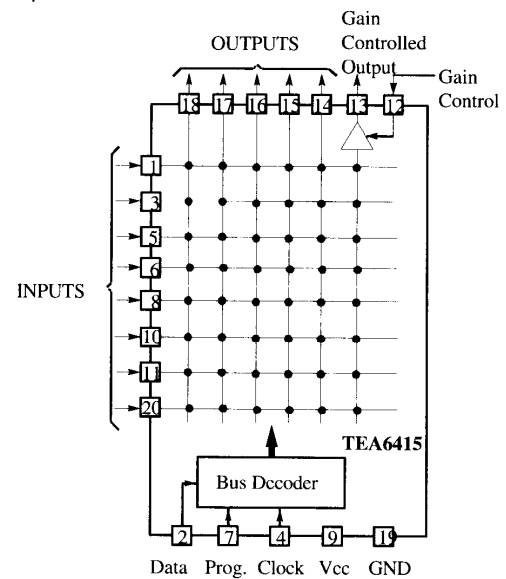 Gain
Controlled
Output
OUTPUTS
Gain
Control
18 17 16 15 14 13 12
1
3
5
6
INPUTS
8
10
11
20
TEA6415
Bus Decoder
2 7 4 9 19
Data Prog. Clock Vcc GND